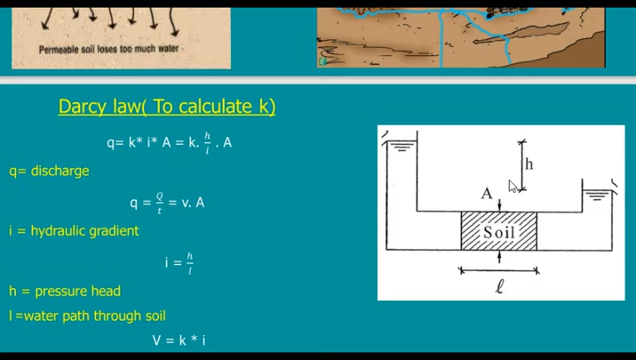 Permeable soil loses too much water
Darcy law( To calculate k)
q= k* i* A = k. h/l . A
q= discharge
q = Q/t = v. A
i = hydraulic gradient
i = h/l
h = pressure head
l =water path through soil
V = k * i
h
A
Soil
ℓ